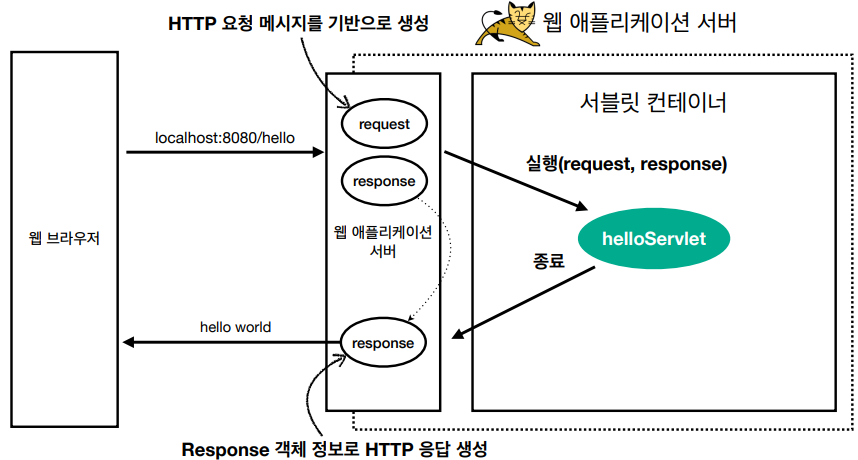 HTTP 요청 메시지를 기반으로 생성
웹 애플리케이션 서버
서블릿 컨테이너
request
localhost:8080/hello
실행(request, response)
response
웹 브라우저
웹 애플리케이션
서버
helloServlet
종료
hello world
response
Response 객체 정보로 HTTP 응답 생성